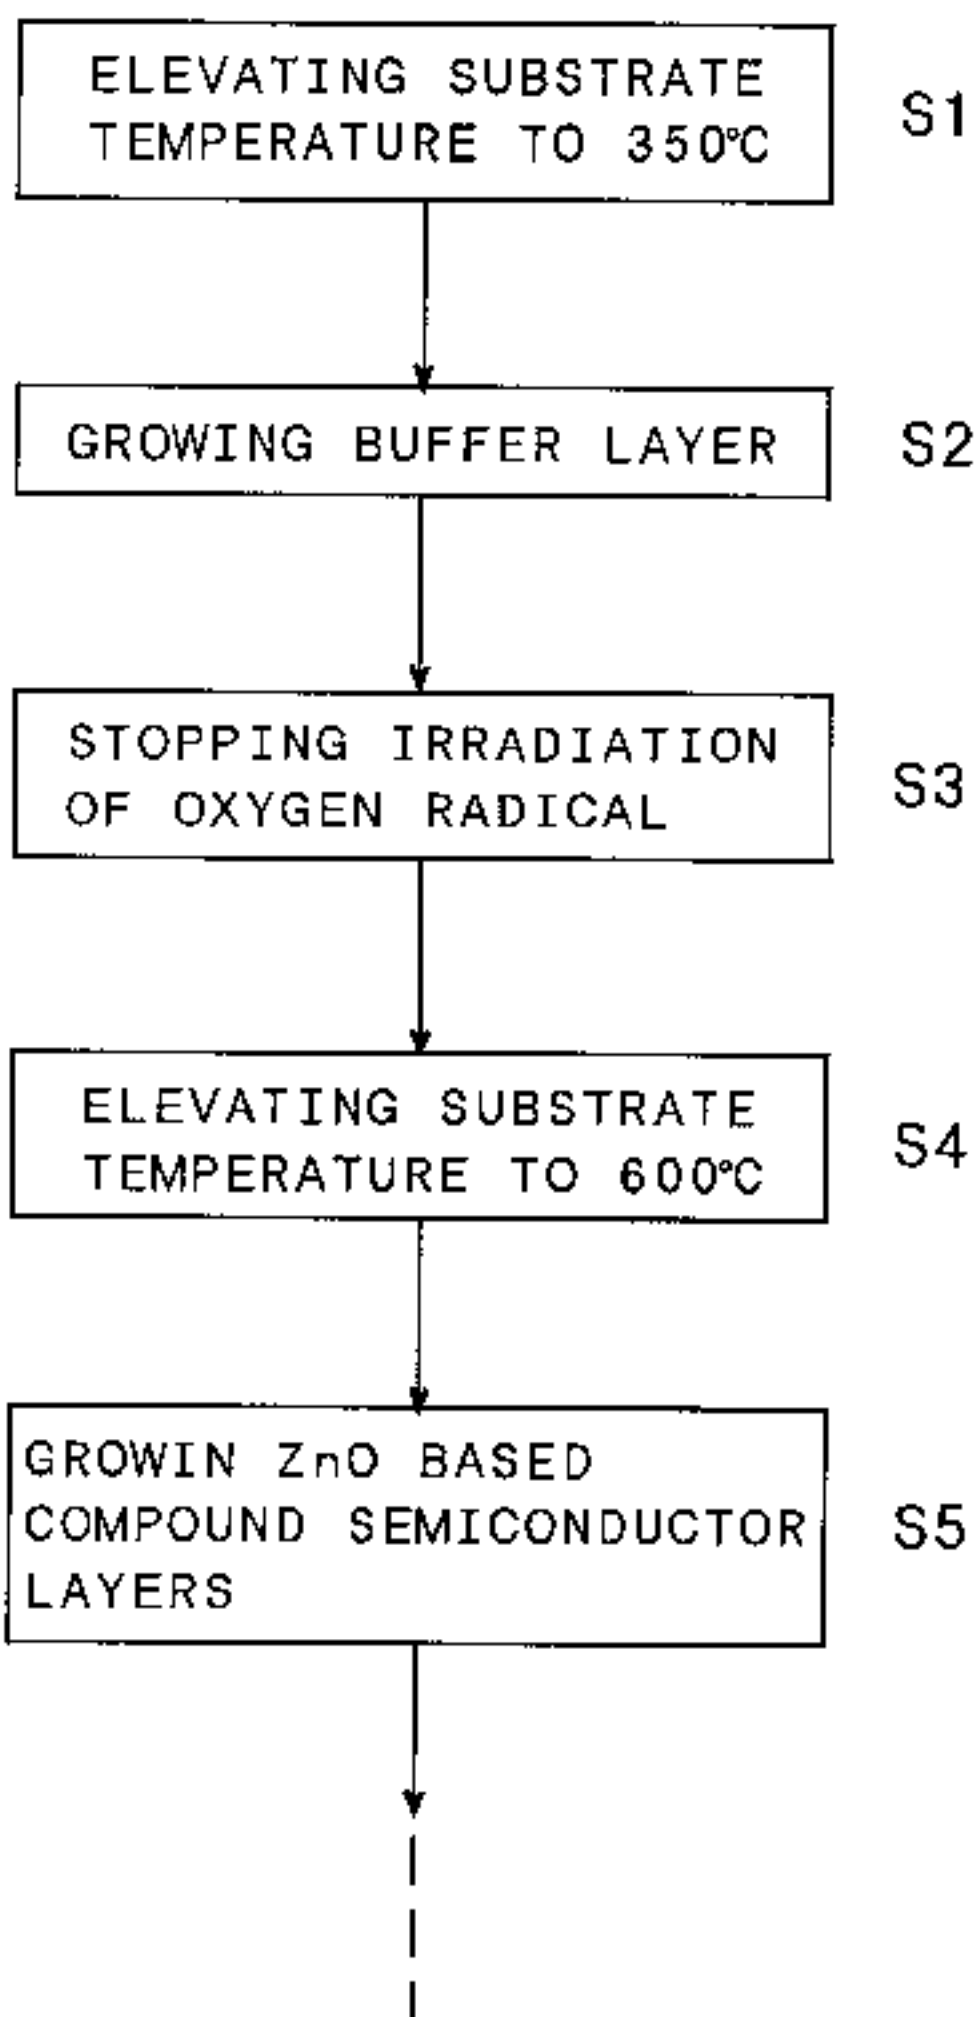 ELEVATING SUBSTRATE
TEMPERATURE TO 350℃
S1
GROWING BUFFER LAYER
S2
STOPPING IRRADIATION
OF OXYGEN RADICAL
S3
ELEVATING SUBSTRATE
TEMPERATURE TO 600℃
S4
GROWIN ZnO BASED
COMPOUND SEMICONDUCTOR
LAYERS
S5